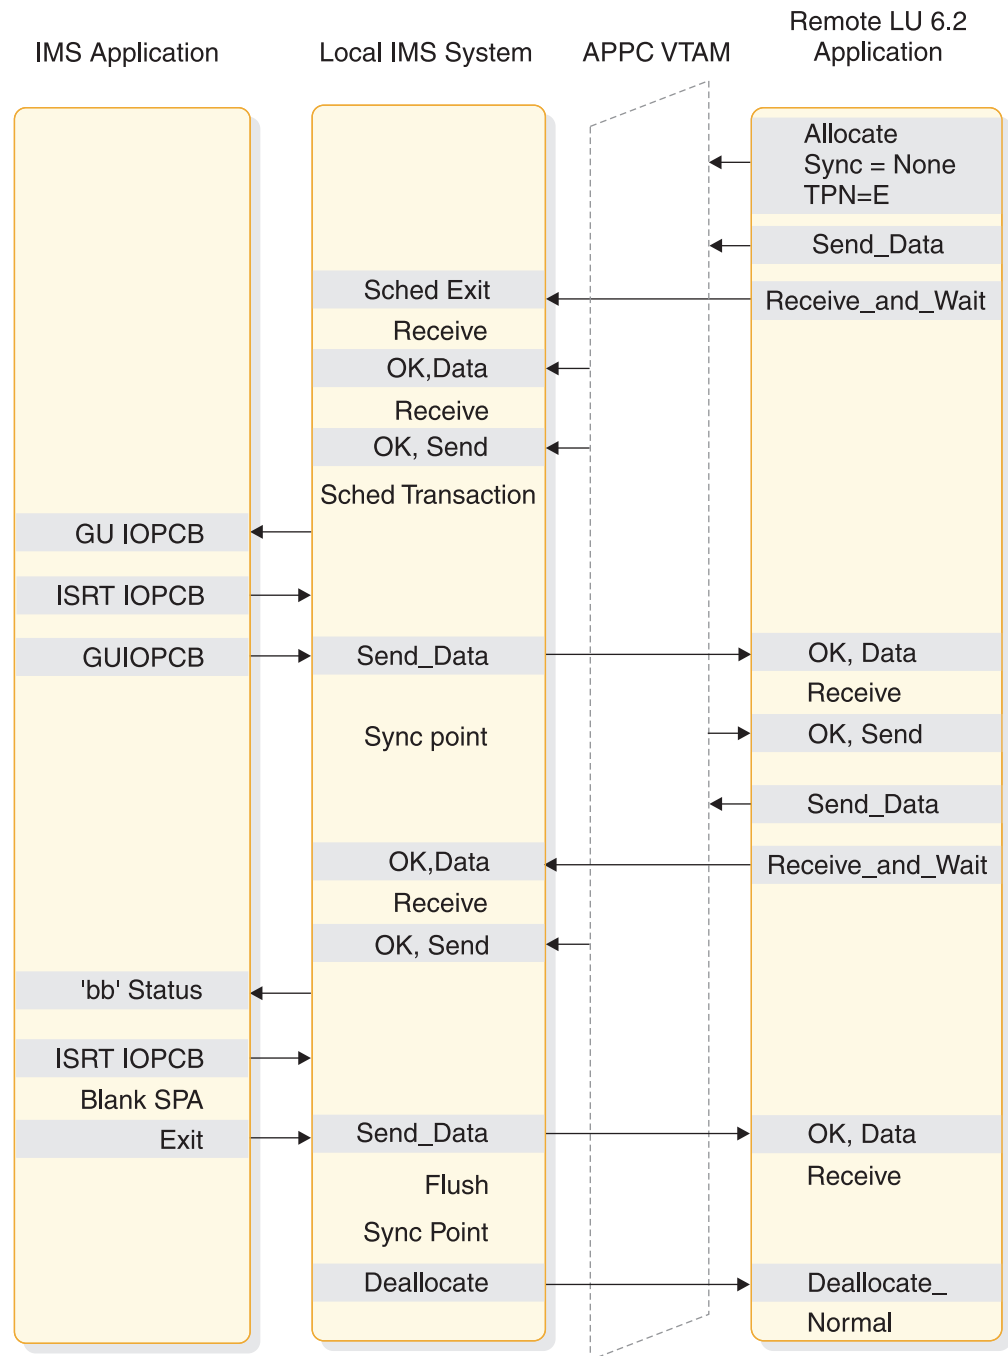 Remote LU 6.2
IMS Application
Local IMS System
APPC VTAM
Application
Allocate
Sync = None
TPN=E
Send_Data
Sched Exit
Receive_and_Wait
Receive
OK,Data
Receive
OK, Send
Sched Transaction
GU IOPCB
ISRT IOPCB
GUIOPCB
Send_Data
OK, Data
Receive
Sync point
OK, Send
Send_Data
OK,Data
Receive_and_Wait
Receive
OK, Send
'bb' Status
ISRT IOPCB
Blank SPA
Exit
Send_Data
OK, Data
Flush
Receive
Sync Point
Deallocate
Deallocate_
Normal